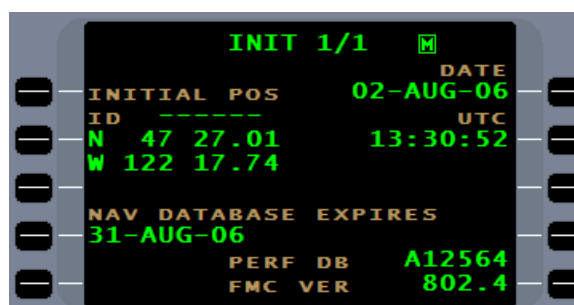 INIT 1/1 M
DATE
INITIAL POS 02-AUG-06
ID ------ UTC
N 47 27.01 13:30:52
W 122 17.74
NAV DATABASE EXPIRES
31-AUG-06
PERF DB A12564
FMC VER 802.4